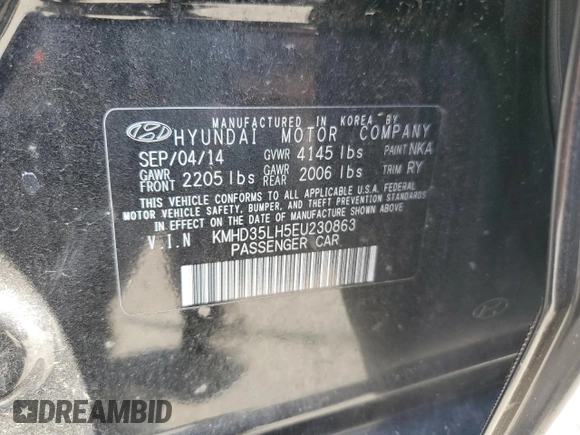 MANUFACTURED IN KOREA BY
HYUNDAI MOTOR COMPANY
SEP/04/14 GVWR 4145 lbs PAINT NKA
GAWR FRONT 2205 lbs GAWR REAR 2006 lbs TRIM RY
THIS VEHICLE CONFORMS TO ALL APPLICABLE U.S.A. FEDERAL
MOTOR VEHICLE SAFETY, BUMPER, AND THEFT PREVENTION STANDARDS
IN EFFECT ON THE DATE OF MANUFACTURE SHOWN ABOVE.
V.I.N KMHD35LH5EU230863
PASSENGER CAR
DREAMBID